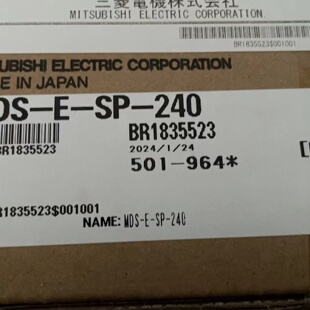 三菱電機株式会社
MITSUBISHI ELECTRIC CORPORATION
BR1835523$001001
UBISHI ELECTRIC CORPORATION
E IN JAPAN
DS-E-SP-240
BR1835523
BR1835523
2024/1/24
501-964*
R1835523$001001
NAME: MDS-E-SP-240